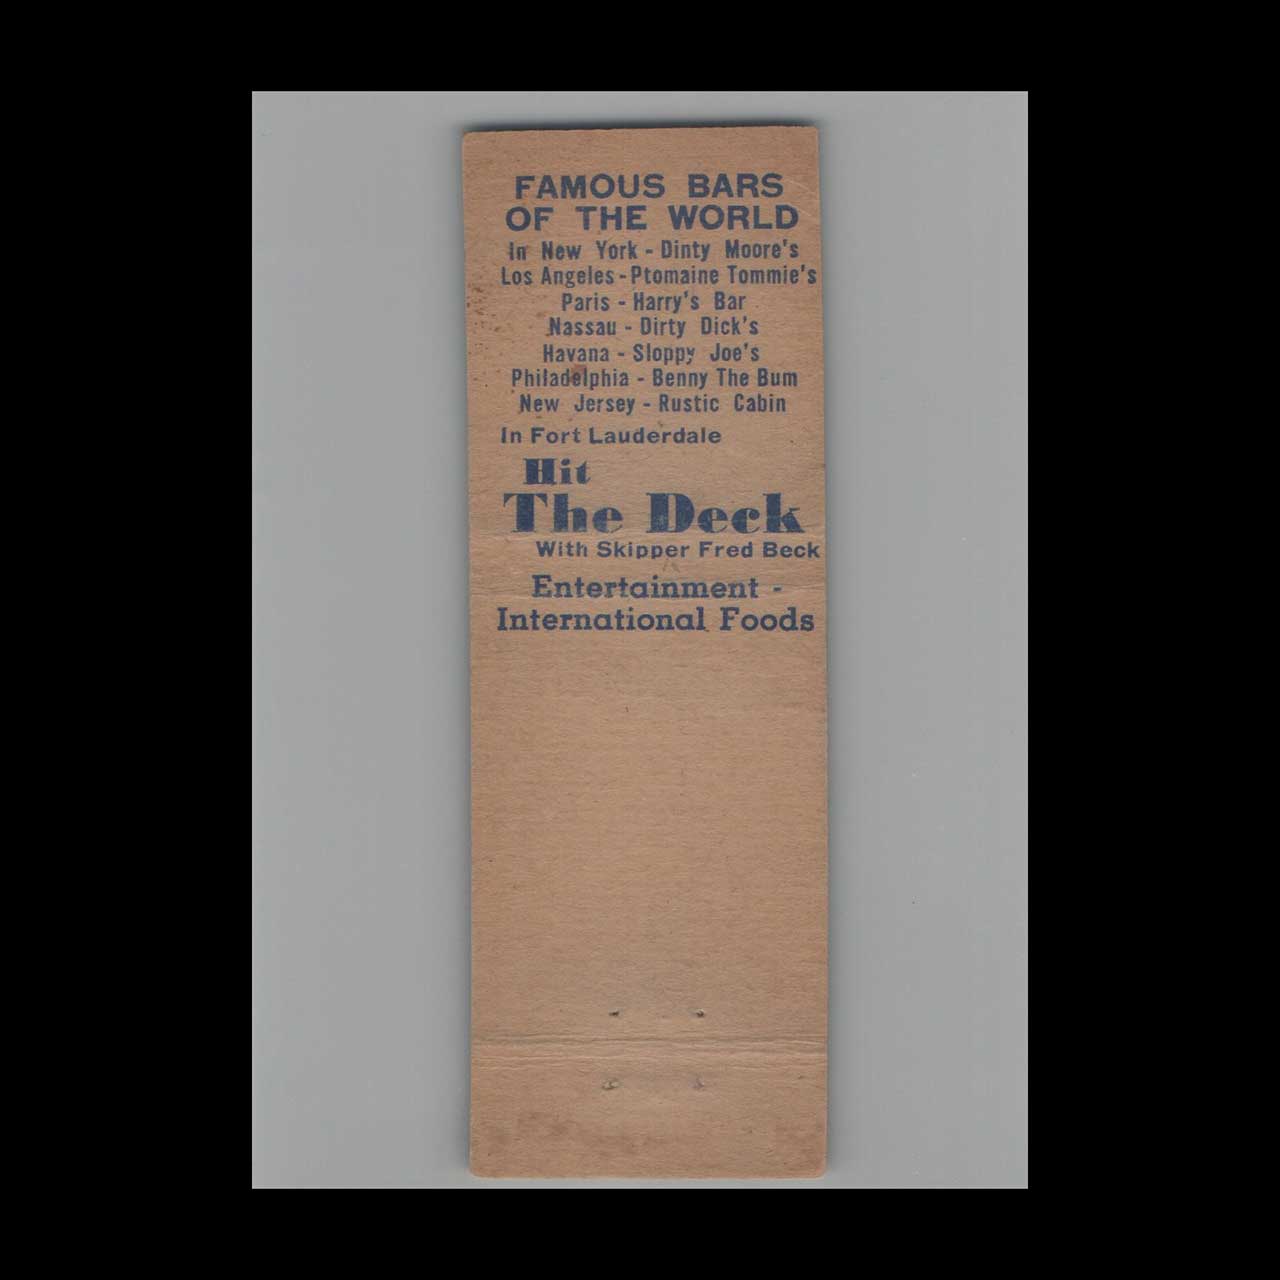 FAMOUS BARS
OF THE WORLD
In New York - Dinty Moore's
Los Angeles - Ptomaine Tommie's
Paris - Harry's Bar
Nassau - Dirty Dick's
Havana - Sloppy Joe's
Philadelphia - Benny The Bum
New Jersey - Rustic Cabin
In Fort Lauderdale
Hit
The Deck
With Skipper Fred Beck
Entertainment -
International Foods